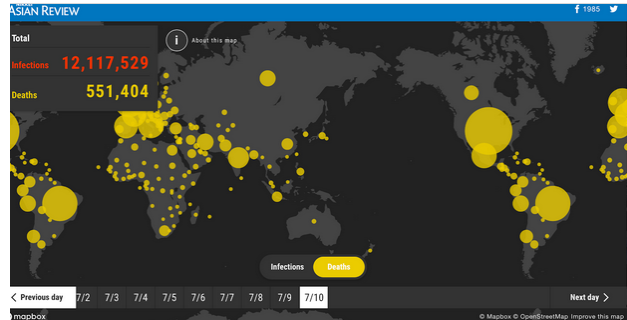 ASIAN REVIEW
1985
Total
Infections 12,117,529
Deaths 551,404
i About this map
Infections Deaths
Previous day 7/2 7/3 7/4 7/5 7/6 7/7 7/8 7/9 7/10 Next day
mapbox
© Mapbox © OpenStreetMap Improve this map